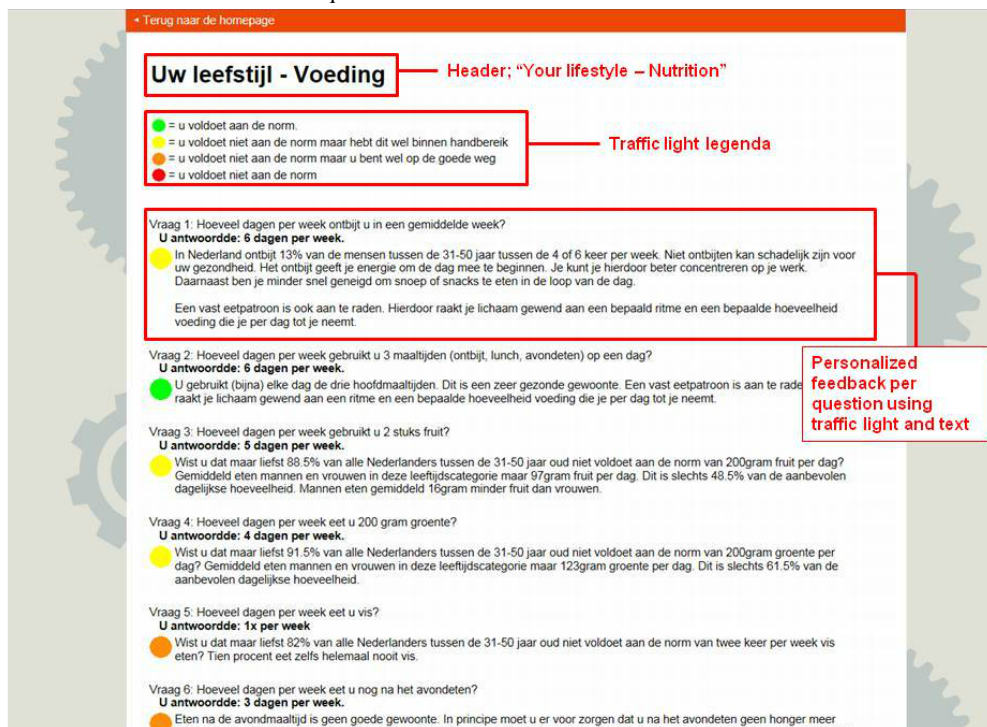 Terug naar de homepage
Uw leefstijl - Voeding
Header; “Your lifestyle – Nutrition”
= u voldoet aan de norm.
= u voldoet niet aan de norm maar hebt dit wel binnen handbereik
= u voldoet niet aan de norm maar u bent wel op de goede weg
= u voldoet niet aan de norm
Traffic light legenda
Vraag 1: Hoeveel dagen per week ontbijt u in een gemiddelde week?
U antwoordde: 6 dagen per week.
In Nederland ontbijt 13% van de mensen tussen de 31-50 jaar tussen de 4 of 6 keer per week. Niet ontbijten kan schadelijk zijn voor
uw gezondheid. Het ontbijt geeft je energie om de dag mee te beginnen. Je kunt je hierdoor beter concentreren op je werk.
Daarnaast ben je minder snel geneigd om snoep of snacks te eten in de loop van de dag.
Een vast eetpatroon is ook aan te raden. Hierdoor raakt je lichaam gewend aan een bepaald ritme en een bepaalde hoeveelheid
voeding die je per dag tot je neemt.
Vraag 2: Hoeveel dagen per week gebruikt u 3 maaltijden (ontbijt, lunch, avondeten) op een dag?
U antwoordde: 6 dagen per week.
U gebruikt (bijna) elke dag de drie hoofdmaaltijden. Dit is een zeer gezonde gewoonte. Een vast eetpatroon is aan te
raakt je lichaam gewend aan een ritme en een bepaalde hoeveelheid voeding die je per dag tot je neemt.
Personalized
feedback per
question using
traffic light and text
Vraag 3: Hoeveel dagen per week gebruikt u 2 stuks fruit?
U antwoordde: 5 dagen per week.
Wist u dat maar liefst 88.5% van alle Nederlanders tussen de 31-50 jaar oud niet voldoet aan de norm van 200gram fruit per dag?
Gemiddeld eten mannen en vrouwen in deze leeftijdscategorie maar 97gram fruit per dag. Dit is slechts 48.5% van de aanbevolen
dagelijkse hoeveelheid. Mannen eten gemiddeld 16gram minder fruit dan vrouwen.
Vraag 4: Hoeveel dagen per week eet u 200 gram groente?
U antwoordde: 4 dagen per week.
Wist u dat maar liefst 91.5% van alle Nederlanders tussen de 31-50 jaar oud niet voldoet aan de norm van 200gram groente per
dag? Gemiddeld eten mannen en vrouwen in deze leeftijdscategorie maar 123gram groente per dag. Dit is slechts 61.5% van de
aanbevolen dagelijkse hoeveelheid.
Vraag 5: Hoeveel dagen per week eet u vis?
U antwoordde: 1x per week
Wist u dat maar liefst 82% van alle Nederlanders tussen de 31-50 jaar oud niet voldoet aan de norm van twee keer per week vis
eten? Tien procent eet zelfs helemaal nooit vis.
Vraag 6: Hoeveel dagen per week eet u nog na het avondeten?
U antwoordde: 3 dagen per week.
Eten na de avondmaaltijd is geen goede gewoonte. In principe moet u er voor zorgen dat u na het avondeten geen honger meer